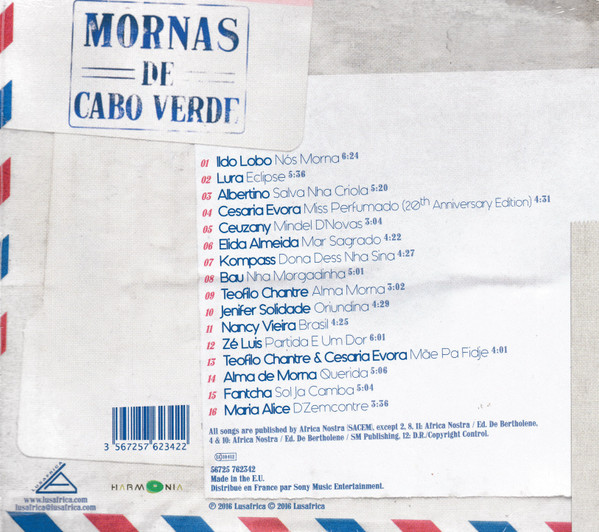 MORNAS
DE
CABO VERDE
01 Ildo Lobo Nós Morna 6:24
02 Lura Eclipse 5:36
03 Albertino Salva Nha Criola 5:20
04 Cesaria Evora Miss Perfumado (20th Anniversary Edition) 4:31
05 Ceuzany Mindel D'Novas 3:04
06 Elida Almeida Mar Sagrado 4:22
07 Kompass Dona Dess Nha Sina 4:27
08 Bau Nha Morgadinha 5:01
09 Teofilo Chantre Alma Morna 3:02
10 Jenifer Solidade Oriundina 4:29
11 Nancy Vieira Brasil 4:25
12 Zé Luis Partida E Um Dor 6:01
13 Teofilo Chantre & Cesaria Evora Mãe Pa Fidje 4:01
14 Alma de Morna Querida 5:06
15 Fantcha Sol Ja Camba 5:04
16 Maria Alice D'Zemcontre 3:36
All songs are published by Africa Nostra (SACEM), except 2, 8, 11: Africa Nostra / Ed. De Bertholene,
4 & 10: Africa Nostra / Ed. De Bertholene / SM Publishing, 12: D.R./Copyright Control.
3 567257 623422
56725 762342
Made in the E.U.
Distribué en France par Sony Music Entertainment.
LUSAFRICA
HARMONIA
www.lusafrica.com
lusafrica@lusafrica.com
℗ 2016 Lusafrica © 2016 Lusafrica